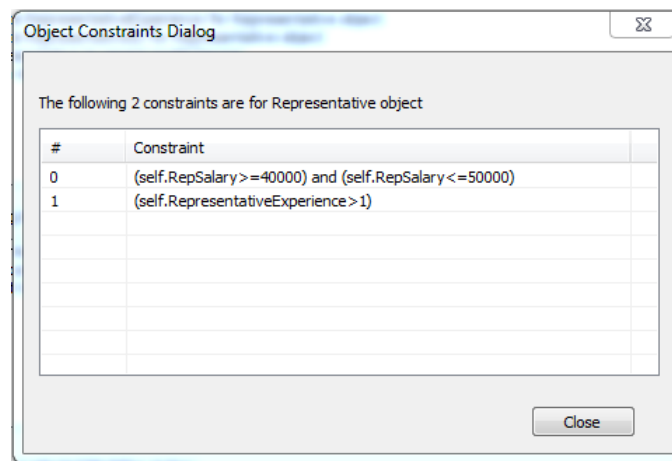 Object Constraints Dialog
The following 2 constraints are for Representative object
# Constraint
0 (self.RepSalary>=40000) and (self.RepSalary<=50000)
1 (self.RepresentativeExperience>1)
Close